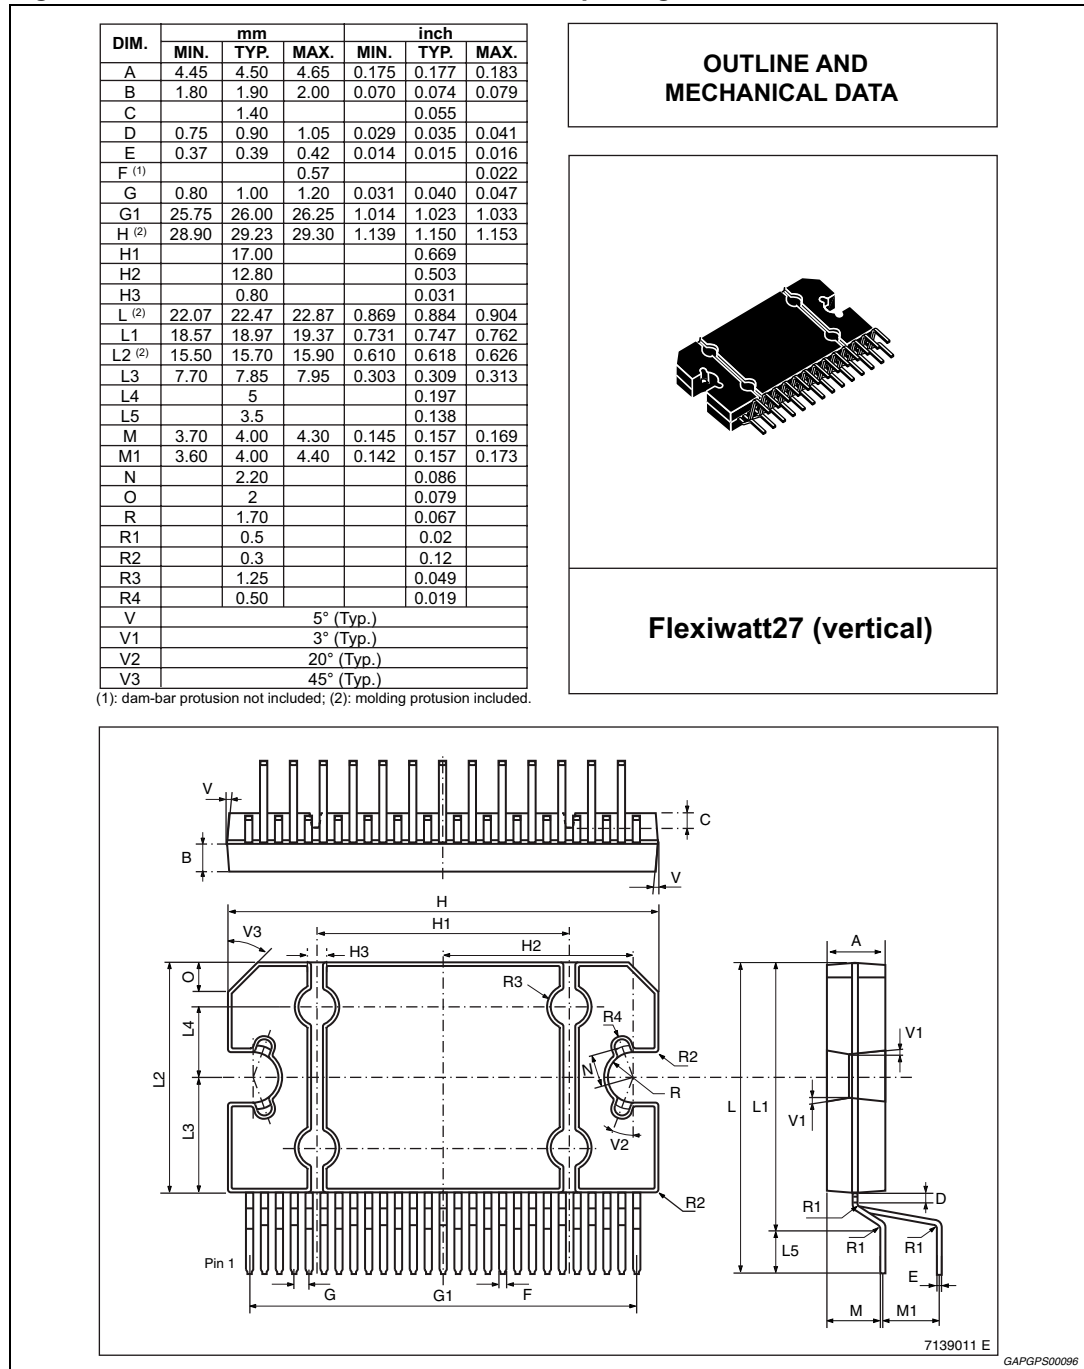 DIM. mm inch
MIN. TYP. MAX. MIN. TYP. MAX.
A 4.45 4.50 4.65 0.175 0.177 0.183
B 1.80 1.90 2.00 0.070 0.074 0.079
C 1.40 0.055
D 0.75 0.90 1.05 0.029 0.035 0.041
E 0.37 0.39 0.42 0.014 0.015 0.016
F (1) 0.57 0.022
G 0.80 1.00 1.20 0.031 0.040 0.047
G1 25.75 26.00 26.25 1.014 1.023 1.033
H (2) 28.90 29.23 29.30 1.139 1.150 1.153
H1 17.00 0.669
H2 12.80 0.503
H3 0.80 0.031
L (2) 22.07 22.47 22.87 0.869 0.884 0.904
L1 18.57 18.97 19.37 0.731 0.747 0.762
L2 (2) 15.50 15.70 15.90 0.610 0.618 0.626
L3 7.70 7.85 7.95 0.303 0.309 0.313
L4 5 0.197
L5 3.5 0.138
M 3.70 4.00 4.30 0.145 0.157 0.169
M1 3.60 4.00 4.40 0.142 0.157 0.173
N 2.20 0.086
O 2 0.079
R 1.70 0.067
R1 0.5 0.02
R2 0.3 0.12
R3 1.25 0.049
R4 0.50 0.019
V 5° (Typ.)
V1 3° (Typ.)
V2 20° (Typ.)
V3 45° (Typ.)
(1): dam-bar protusion not included; (2): molding protusion included.
OUTLINE AND
MECHANICAL DATA
Flexiwatt27 (vertical)
V
C
B
V
H
H1
V3
H3
H2
A
O
R3
L4
R4
V1
R2
L2
N
R
L
L1
V1
L3
V2
R2
D
R1
Pin 1
L5
R1
R1
G
G1
F
E
M
M1
7139011 E
GAPGPS00096